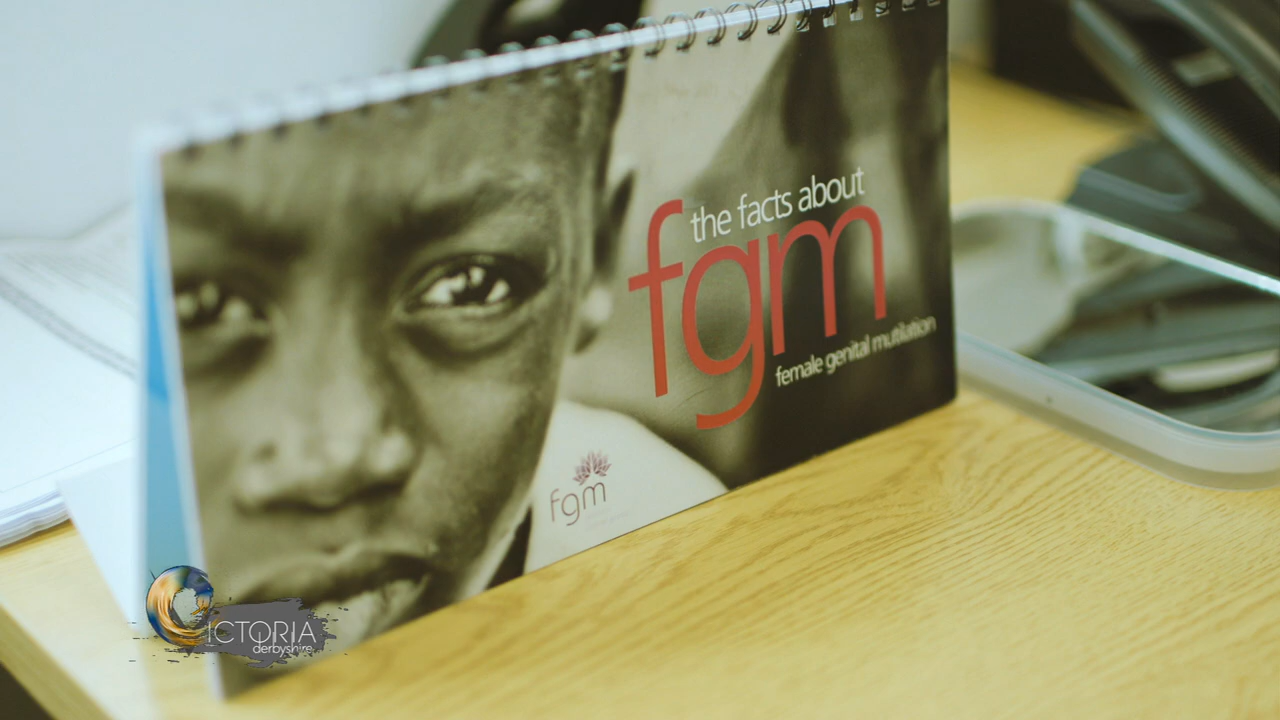 the facts about
fgm
female genital mutilation
fgm
ICTORIA
derbyshire